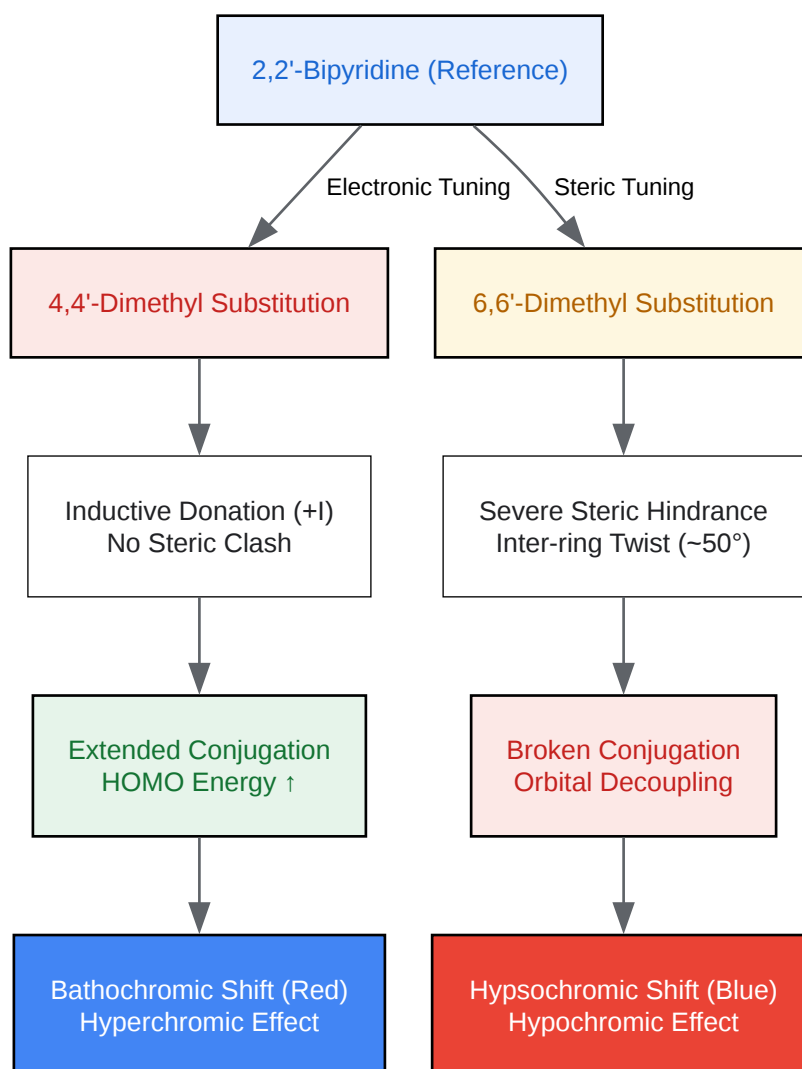 2,2'-Bipyridine (Reference)
Electronic Tuning
Steric Tuning
4,4'-Dimethyl Substitution
6,6'-Dimethyl Substitution
Inductive Donation (+I)
No Steric Clash
Severe Steric Hindrance
Inter-ring Twist (~50°)
Extended Conjugation
HOMO Energy ↑
Broken Conjugation
Orbital Decoupling
Bathochromic Shift (Red)
Hyperchromic Effect
Hypsochromic Shift (Blue)
Hypochromic Effect